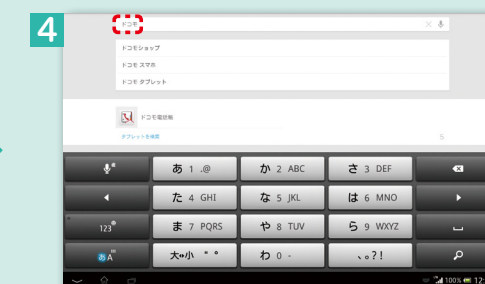 4
ドコモ
ドコモショップ
ドコモ スマホ
ドコモ タブレット
ドコモ電話帳
タブレットを検索 5
あ 1 .@ か 2 ABC さ 3 DEF
た 4 GHI な 5 JKL は 6 MNO
123 ま 7 PQRS や 8 TUV ら 9 WXYZ
あA 大⇔小 ゛゜ わ 0 - 、。?!
100% 12: